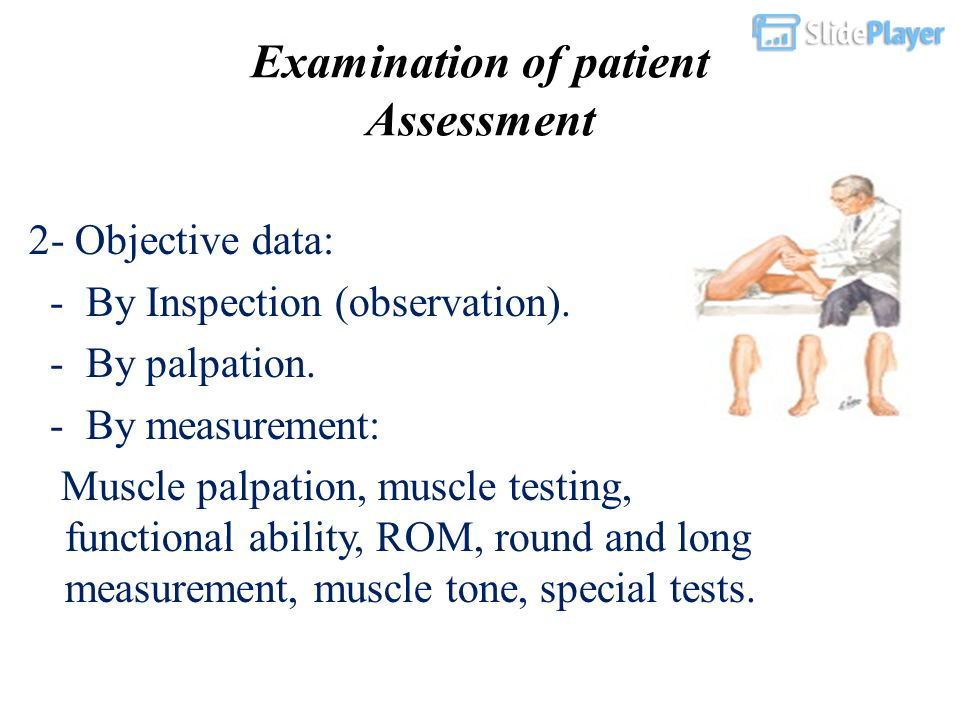 SlidePlayer
Examination of patient
Assessment
2- Objective data:
- By Inspection (observation).
- By palpation.
- By measurement:
Muscle palpation, muscle testing,
functional ability, ROM, round and long
measurement, muscle tone, special tests.